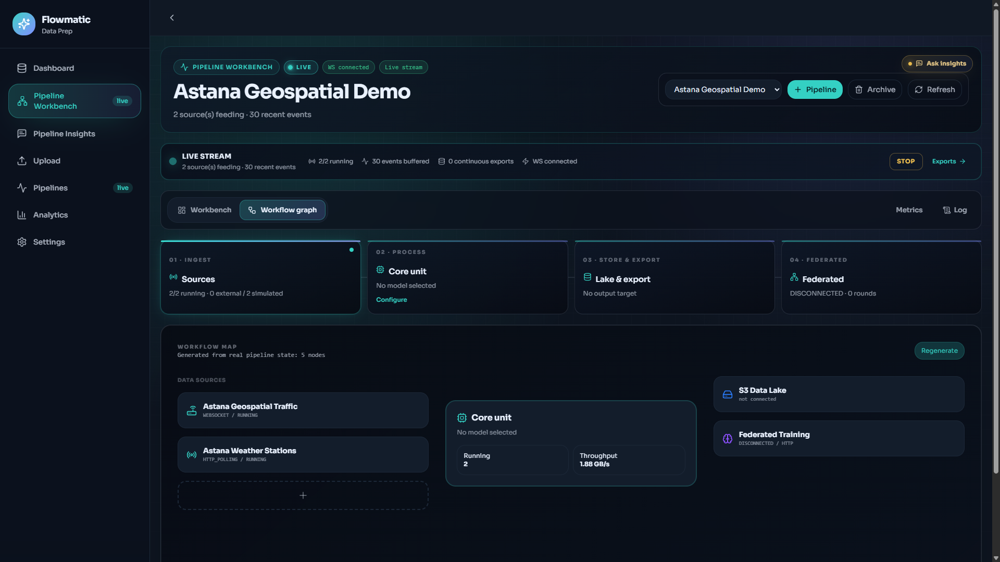 Flowmatic
Data Prep
Dashboard
Pipeline
Workbench
live
Pipeline Insights
Upload
Pipelines
live
Analytics
Settings
PIPELINE WORKBENCH
LIVE
WS connected
Live stream
Ask insights
Astana Geospatial Demo
Astana Geospatial Demo
Pipeline
Archive
Refresh
2 source(s) feeding · 30 recent events
LIVE STREAM
2 source(s) feeding · 30 recent events
2/2 running
30 events buffered
0 continuous exports
WS connected
STOP
Exports →
Workbench
Workflow graph
Metrics
Log
01 · INGEST
Sources
2/2 running · 0 external / 2 simulated
02 · PROCESS
Core unit
No model selected
Configure
03 · STORE & EXPORT
Lake & export
No output target
04 · FEDERATED
Federated
DISCONNECTED · 0 rounds
WORKFLOW MAP
Generated from real pipeline state: 5 nodes
Regenerate
DATA SOURCES
Astana Geospatial Traffic
WEBSOCKET / RUNNING
Astana Weather Stations
HTTP_POLLING / RUNNING
Core unit
No model selected
Running
2
Throughput
1.88 GB/s
S3 Data Lake
not connected
Federated Training
DISCONNECTED / HTTP